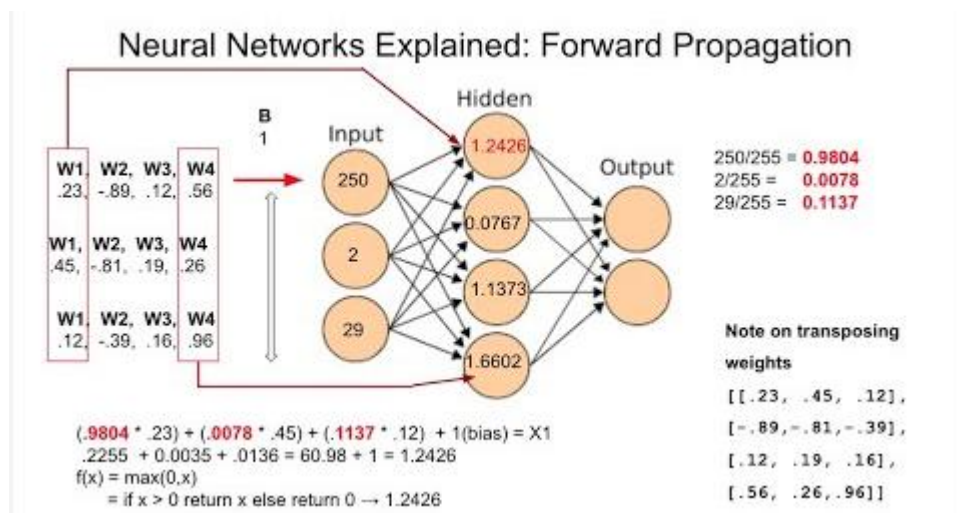 Neural Networks Explained: Forward Propagation
B
1
W1, W2, W3, W4
.23, -.89, .12, .56
W1, W2, W3, W4
.45, -.81, .19, .26
W1, W2, W3, W4
.12, -.39, .16, .96
Input
250
2
29
Hidden
1.2426
0.0767
1.1373
1.6602
Output
250/255 = 0.9804
2/255 = 0.0078
29/255 = 0.1137
Note on transposing
weights
[[.23, .45, .12],
[-.89,-.81,-.39],
[.12, .19, .16],
[.56, .26,.96]]
(.9804 * .23) + (.0078 * .45) + (.1137 * .12) + 1(bias) = X1
.2255 + 0.0035 + .0136 = 60.98 + 1 = 1.2426
f(x) = max(0,x)
= if x > 0 return x else return 0 → 1.2426